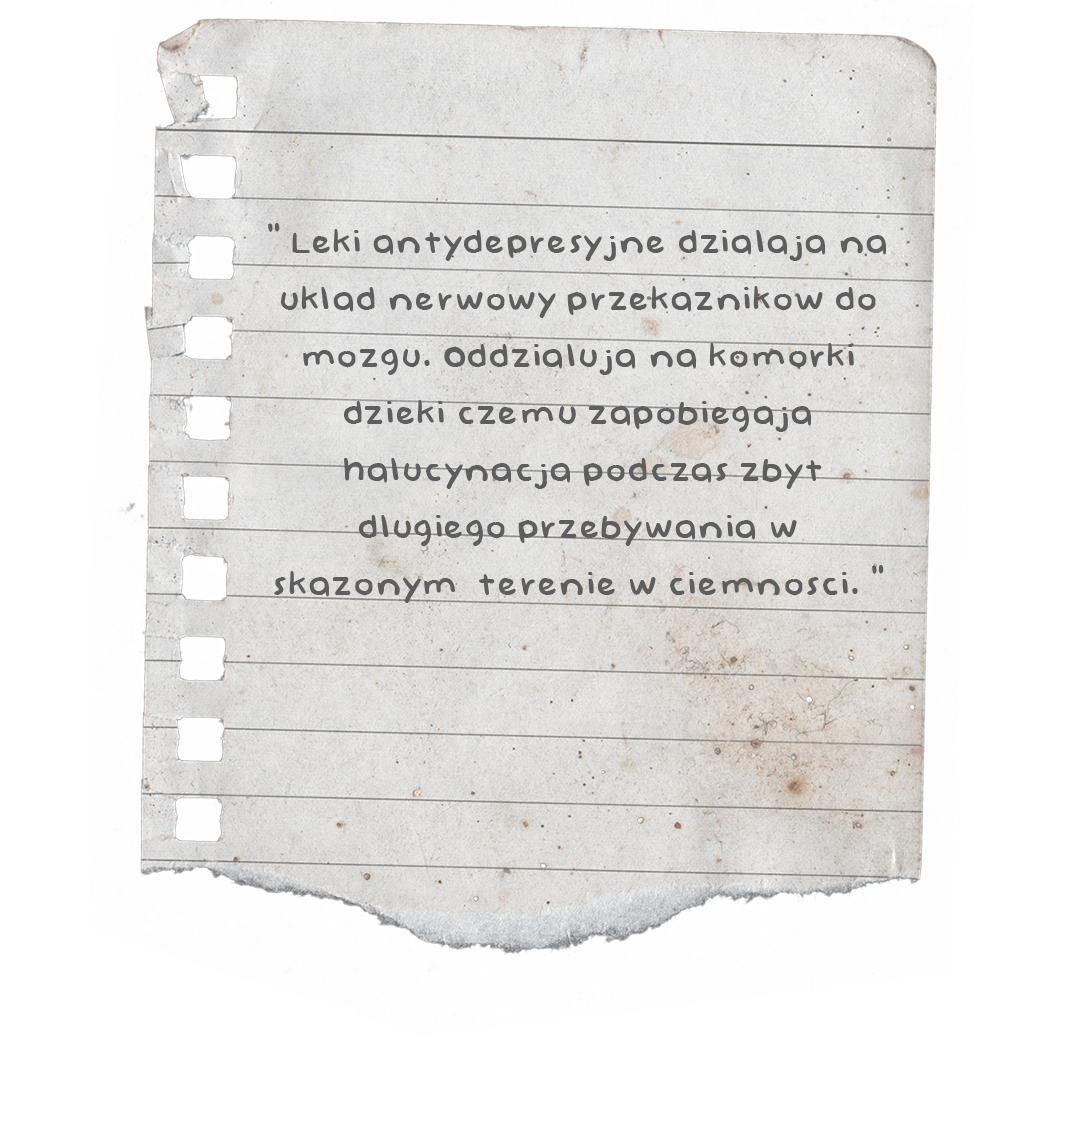 " Leki antydepresyjne dzialaja na
uklad nerwowy przekaznikow do
mozgu. Oddzialuja na komorki
dzieki czemu zapobiegaja
halucynacja podczas zbyt
dlugiego przebywania w
skazonym terenie w ciemnosci. "